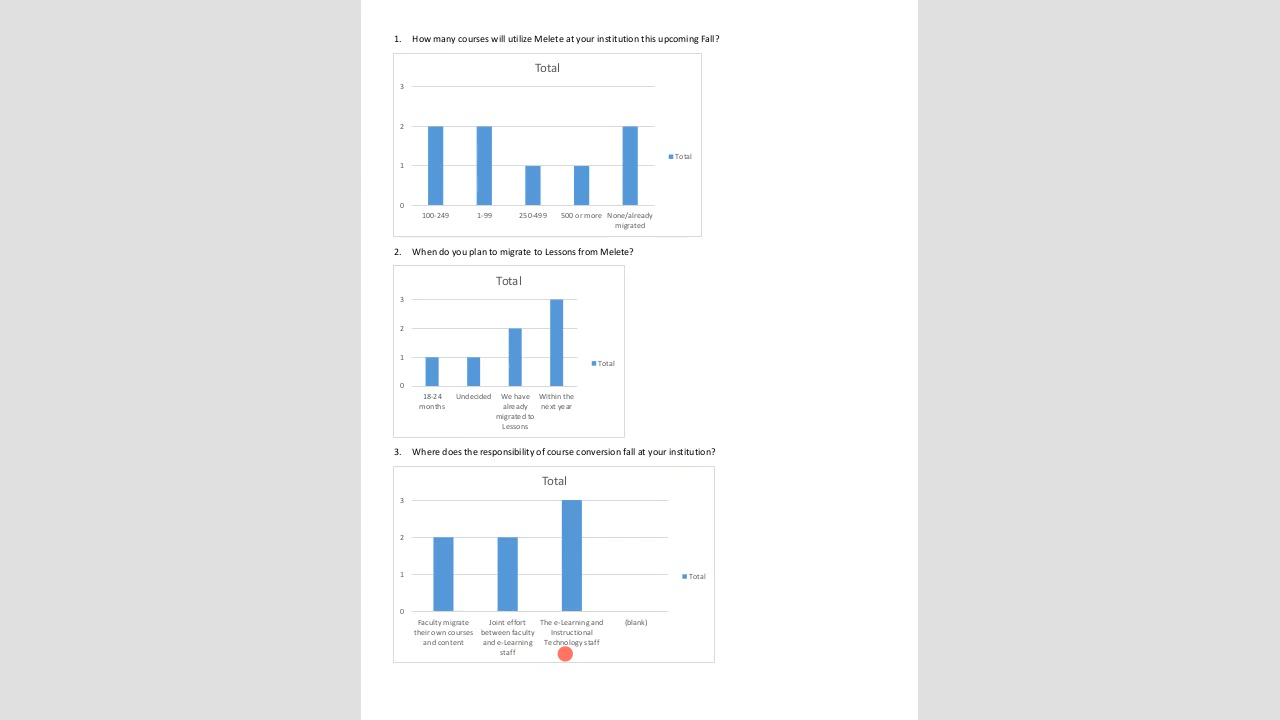 1. How many courses will utilize Melete at your institution this upcoming Fall?
Total
3
2
1
0
100-249 1-99 250-499 500 or more None/already
migrated
Total
2. When do you plan to migrate to Lessons from Melete?
Total
3
2
1
0
18-24 Undecided We have Within the
months already next year
migrated to
Lessons
Total
3. Where does the responsibility of course conversion fall at your institution?
Total
3
2
1
0
Faculty migrate Joint effort The e-Learning and (blank)
their own courses between faculty Instructional
and content and e-Learning Technology staff
staff
Total